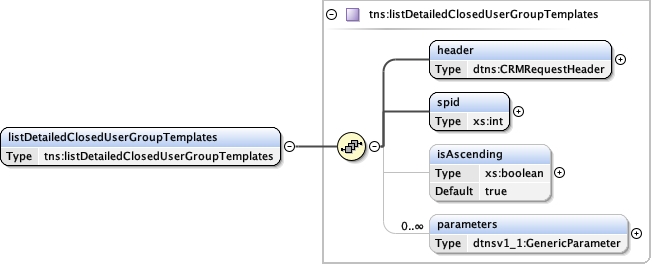 tns:listDetailedClosedUserGroupTemplates
header
Type dtns:CRMRequestHeader
spid
Type xs:int
listDetailedClosedUserGroupTemplates
Type tns:listDetailedClosedUserGroupTemplates
isAscending
Type xs:boolean
Default true
0..∞
parameters
Type dtnsv1_1:GenericParameter